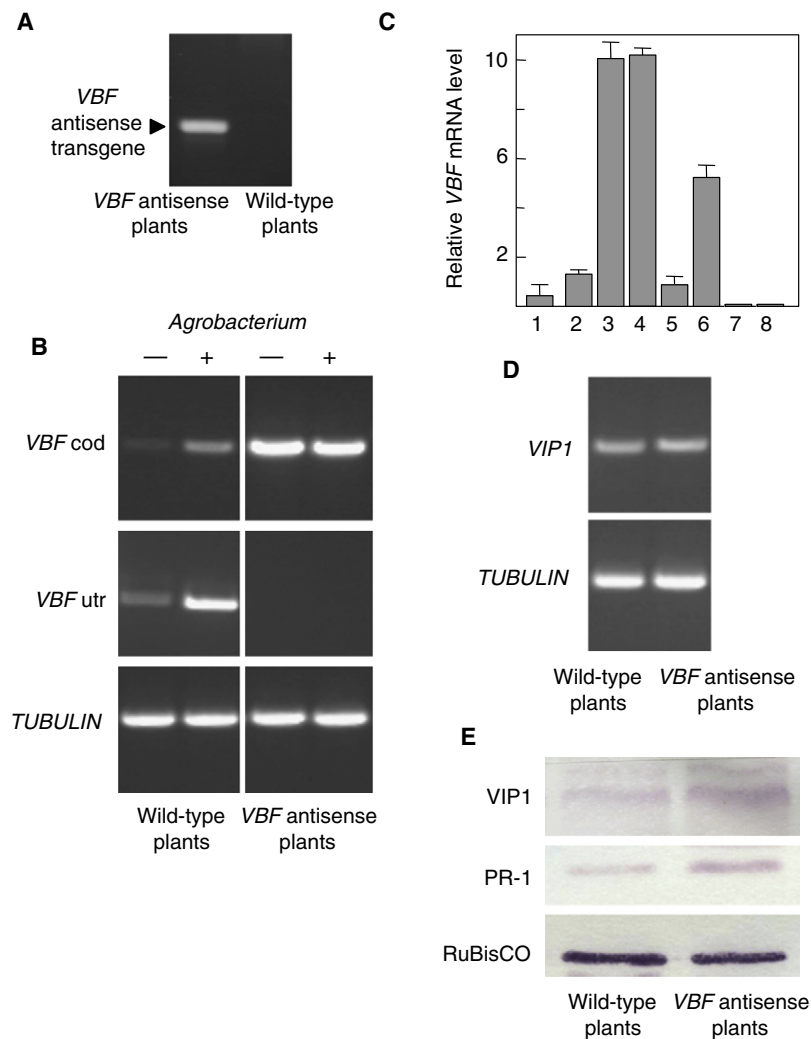 A
VBF
antisense
transgene
VBF antisense
plants
Wild-type
plants
B
Agrobacterium
— + — +
VBF cod
VBF utr
TUBULIN
Wild-type
plants
VBF antisense
plants
C
Relative VBF mRNA level
10
6
2
1 2 3 4 5 6 7 8
D
VIP1
TUBULIN
Wild-type
plants
VBF antisense
plants
E
VIP1
PR-1
RuBisCO
Wild-type
plants
VBF antisense
plants